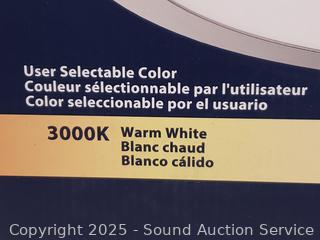 User Selectable Color
Couleur sélectionnable par l'utilisateur
Color seleccionable por el usuario
3000K Warm White
Blanc chaud
Blanco cálido
Copyright 2025 - Sound Auction Service